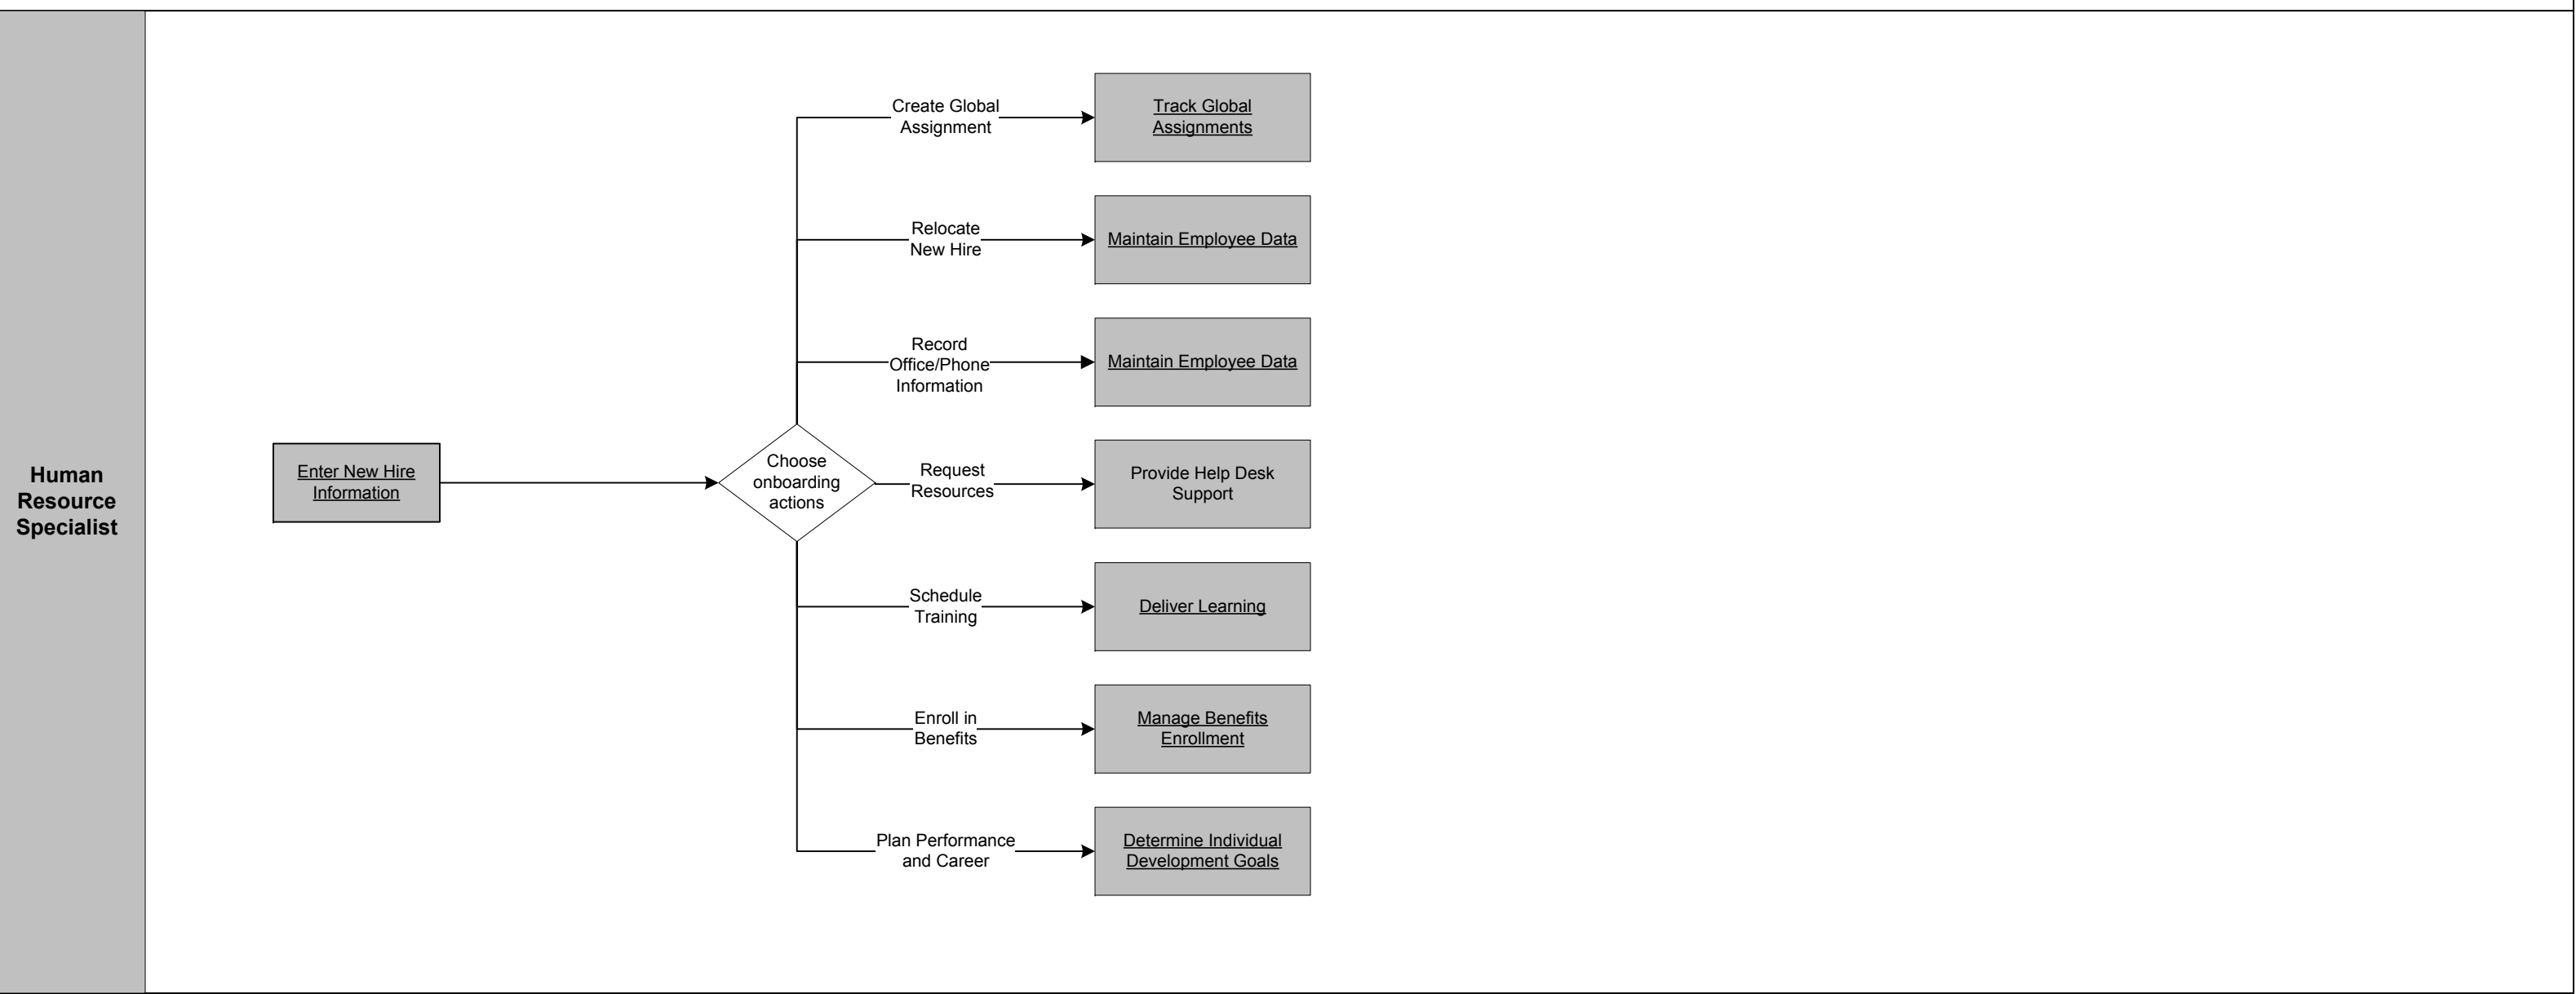 Human
Resource
Specialist
Enter New Hire
Information
Choose
onboarding
actions
Create Global
Assignment
Track Global
Assignments
Relocate
New Hire
Maintain Employee Data
Record
Office/Phone
Information
Maintain Employee Data
Request
Resources
Provide Help Desk
Support
Schedule
Training
Deliver Learning
Enroll in
Benefits
Manage Benefits
Enrollment
Plan Performance
and Career
Determine Individual
Development Goals